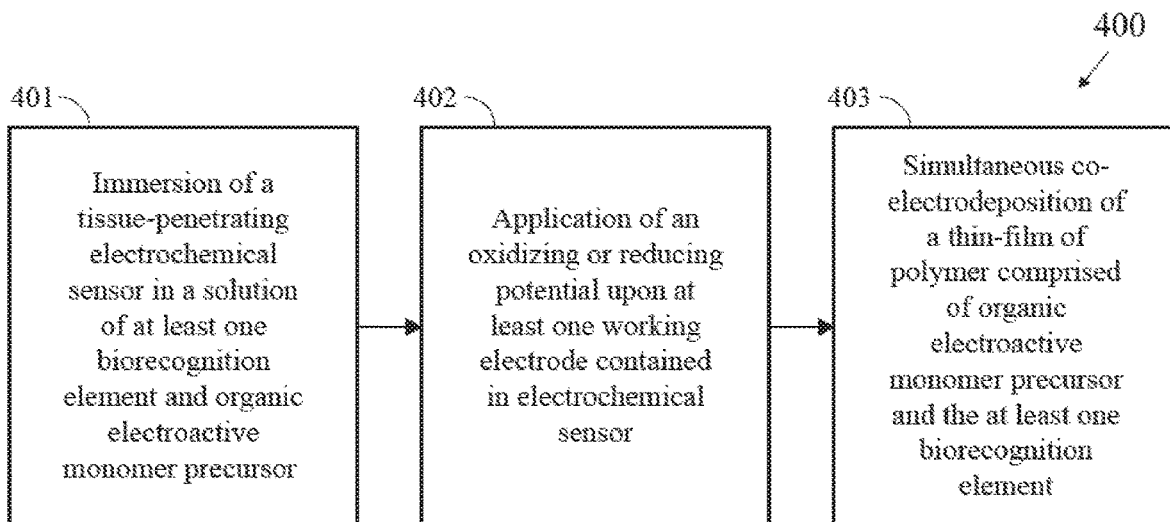 400
401
Immersion of a
tissue-penetrating
electrochemical
sensor in a solution
of at least one
biorecognition
element and organic
electroactive
monomer precursor
402
Application of an
oxidizing or reducing
potential upon at
least one working
electrode contained
in electrochemical
sensor
403
Simultaneous co-
electrodeposition of
a thin-film of
polymer comprised
of organic
electroactive
monomer precursor
and the at least one
biorecognition
element